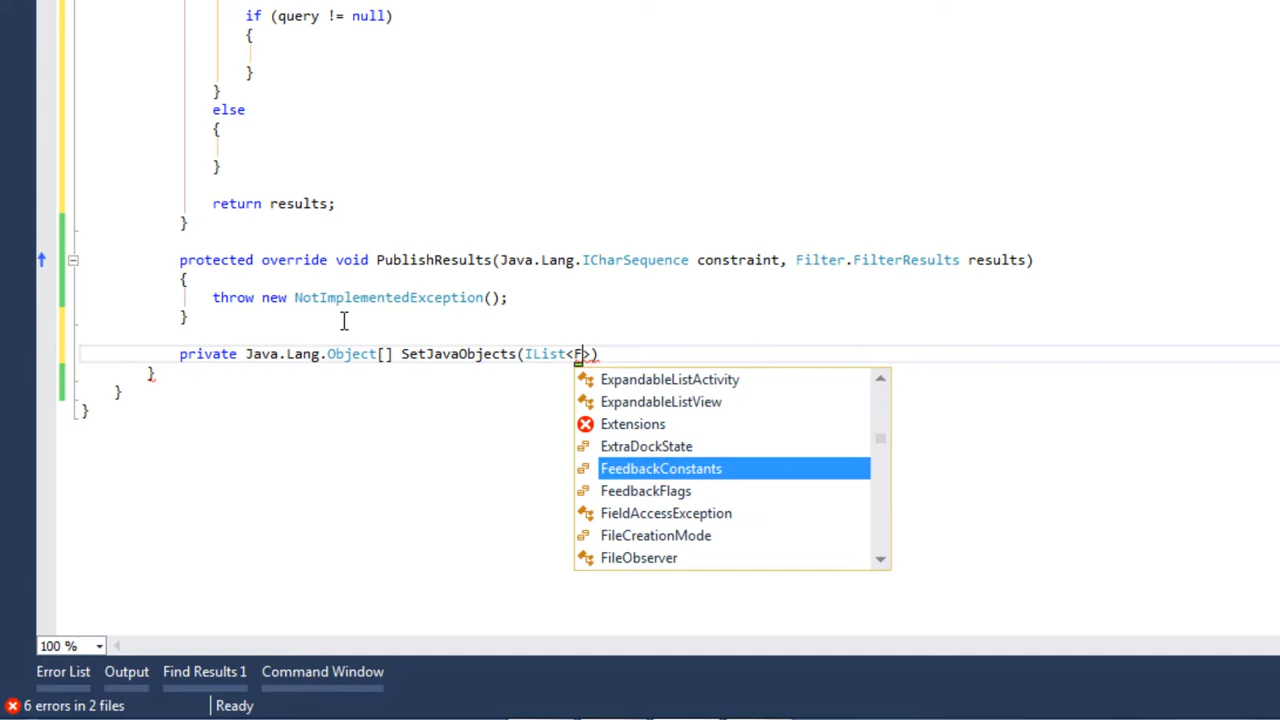 if (query != null)
{
}
}
else
{
}
return results;
}
protected override void PublishResults(Java.Lang.ICharSequence constraint, Filter.FilterResults results)
{
throw new NotImplementedException();
}
private Java.Lang.Object[] SetJavaObjects(IList<F>)
}
}
}
ExpandableListActivity
ExpandableListView
Extensions
ExtraDockState
FeedbackConstants
FeedbackFlags
FieldAccessException
FileCreationMode
FileObserver
100 %
Error List Output Find Results 1 Command Window
6 errors in 2 files Ready